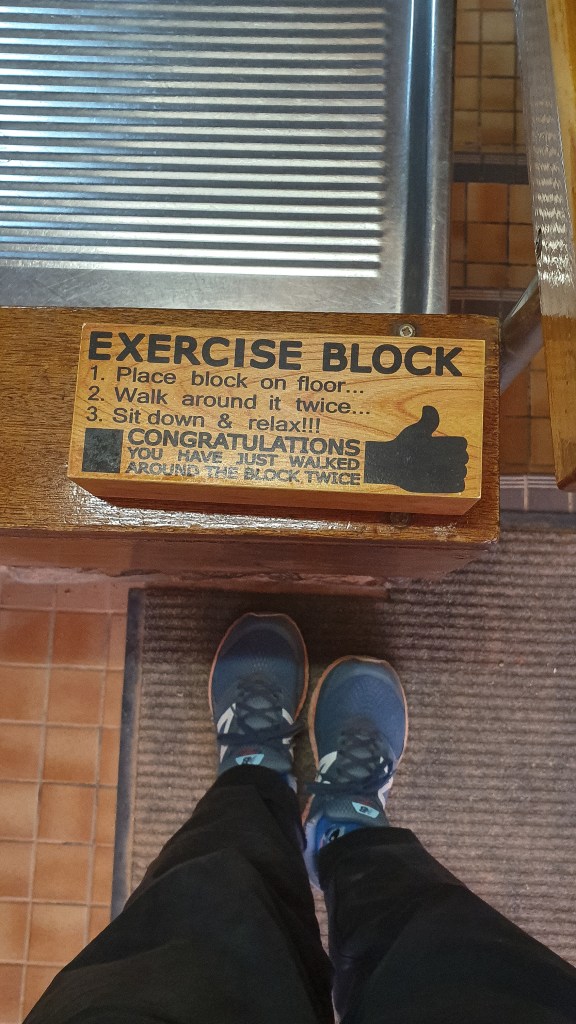 EXERCISE BLOCK
1. Place block on floor...
2. Walk around it twice...
3. Sit down & relax!!!
CONGRATULATIONS
YOU HAVE JUST WALKED
AROUND THE BLOCK TWICE